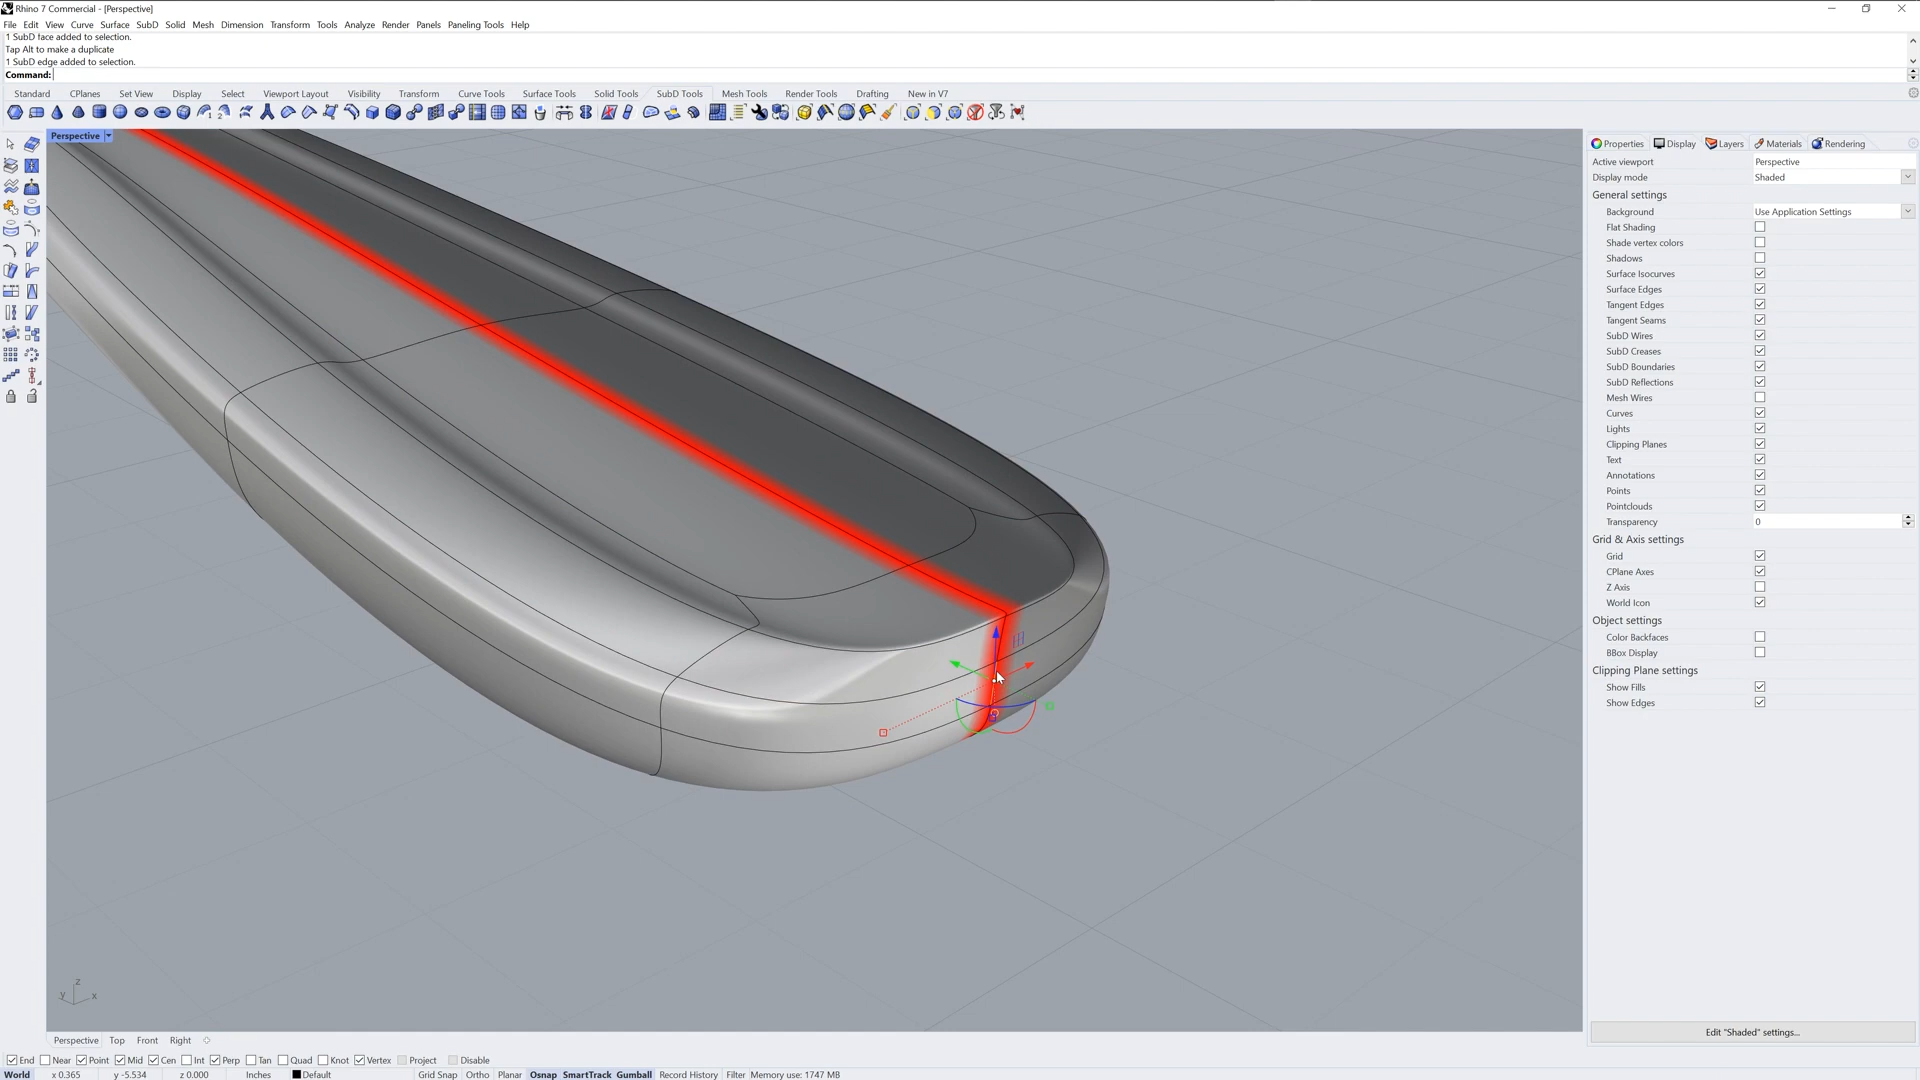 Rhino 7 Commercial - [Perspective]
File Edit View Curve Surface SubD Solid Mesh Dimension Transform Tools Analyze Render Panels Paneling Tools Help
1 SubD face added to selection.
Tap Alt to make a duplicate
1 SubD edge added to selection.
Command:
Standard CPlanes Set View Display Select Viewport Layout Visibility Transform Curve Tools Surface Tools Solid Tools SubD Tools Mesh Tools Render Tools Drafting New in V7
Perspective
Properties Display Layers Materials Rendering
Active viewport Perspective
Display mode Shaded
General settings
Background Use Application Settings
Flat Shading
Shade vertex colors
Shadows
Surface Isocurves
Surface Edges
Tangent Edges
Tangent Seams
SubD Wires
SubD Creases
SubD Boundaries
SubD Reflections
Mesh Wires
Curves
Lights
Clipping Planes
Text
Annotations
Points
Pointclouds
Transparency 0
Grid & Axis settings
Grid
CPlane Axes
Z Axis
World Icon
Object settings
Color Backfaces
BBox Display
Clipping Plane settings
Show Fills
Show Edges
z
y x
Edit "Shaded" settings...
Perspective Top Front Right
End Near Point Mid Cen Int Perp Tan Quad Knot Vertex Project Disable
World x 0.365 y -5.534 z 0.000 Inches Default Grid Snap Ortho Planar Osnap SmartTrack Gumball Record History Filter Memory use: 1747 MB